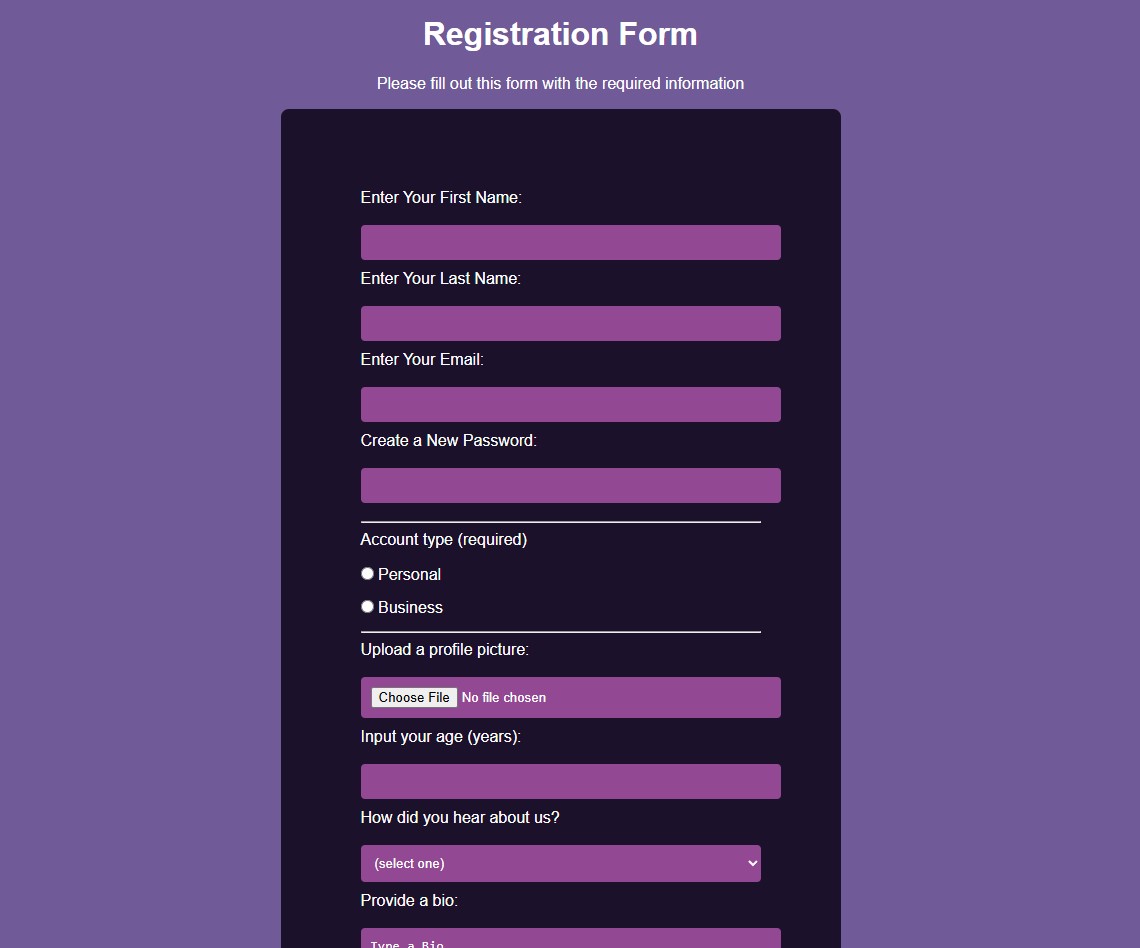 Registration Form
Please fill out this form with the required information
Enter Your First Name:
Enter Your Last Name:
Enter Your Email:
Create a New Password:
Account type (required)
Personal
Business
Upload a profile picture:
Choose File No file chosen
Input your age (years):
How did you hear about us?
(select one)
Provide a bio:
Type a Bio